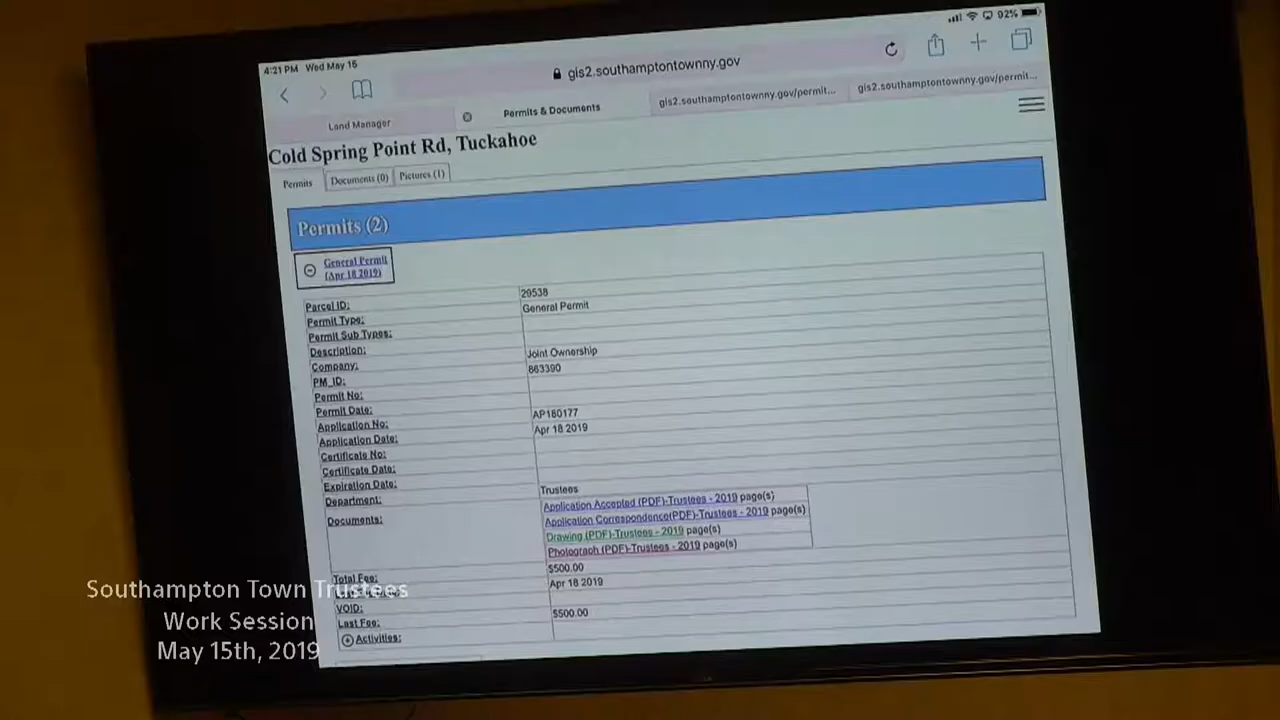 4:21 PM Wed May 15
92%
gis2.southamptontownny.gov
Land Manager
Permits & Documents
gis2.southamptontownny.gov/permit...
gis2.southamptontownny.gov/permit...
Cold Spring Point Rd, Tuckahoe
Permits
Documents (0)
Pictures (1)
Permits (2)
General Permit
(Apr 18 2019)
Parcel ID: 29538
Permit Type: General Permit
Permit Sub Types:
Description:
Company: Joint Ownership
PM_ID: 863390
Permit No:
Permit Date:
Application No: AP180177
Application Date: Apr 18 2019
Certificate No:
Certificate Date:
Expiration Date:
Department: Trustees
Documents: Application Accepted (PDF)-Trustees - 2019 page(s)
Application Correspondence(PDF)-Trustees - 2019 page(s)
Drawing (PDF)-Trustees - 2019 page(s)
Photograph (PDF)-Trustees - 2019 page(s)
Total Fee: $500.00
Apr 18 2019
VOID:
Last Fee: $500.00
Activities:
Southampton Town Trustees
Work Session
May 15th, 2019